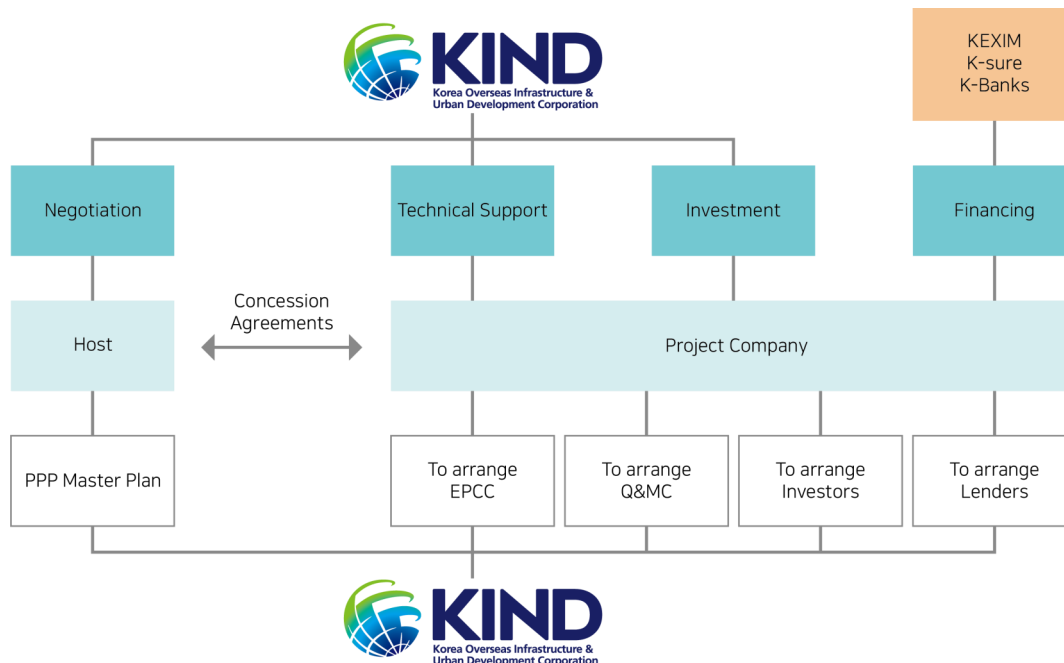 KIND
Korea Overseas Infrastructure &
Urban Development Corporation
KEXIM
K-sure
K-Banks
Negotiation
Technical Support
Investment
Financing
Host
Concession
Agreements
Project Company
PPP Master Plan
To arrange
EPCC
To arrange
Q&MC
To arrange
Investors
To arrange
Lenders
KIND
Korea Overseas Infrastructure &
Urban Development Corporation